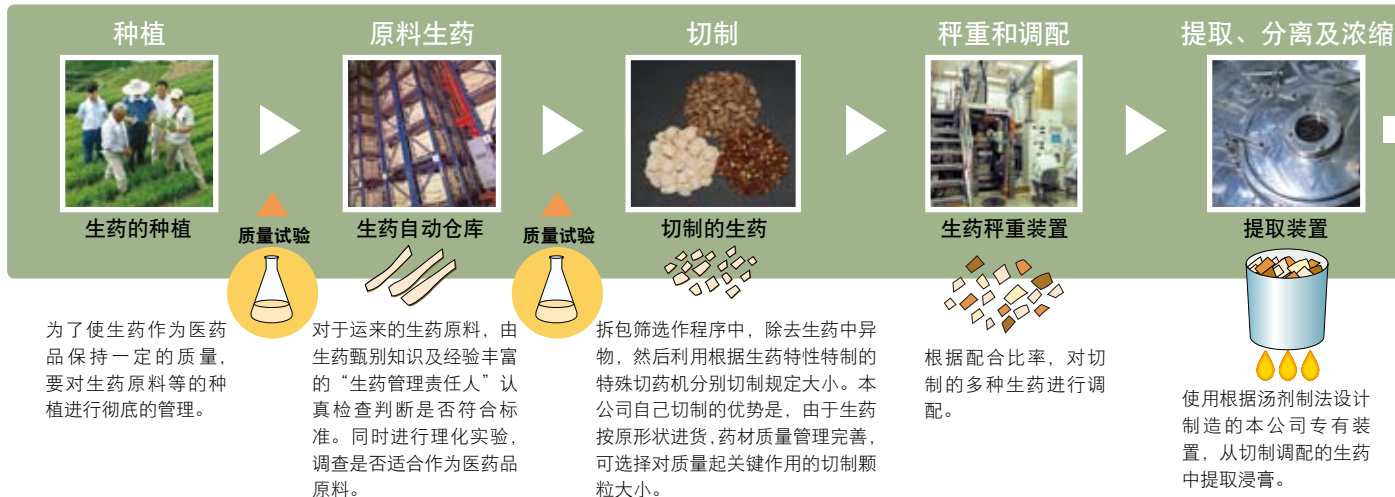 种植
原料生药
切制
秤重和调配
提取、分离及浓缩
生药的种植
质量试验
生药自动仓库
质量试验
切制的生药
生药秤重装置
提取装置
为了使生药作为医药
品保持一定的质量，
要对生药原料等的种
植进行彻底的管理。
对于运来的生药原料，由
生药甄别知识及经验丰富
的“生药管理责任人”认
真检查判断是否符合标
准。同时进行理化实验，
调查是否适合作为医药品
原料。
拆包筛选作程序中，除去生药中异
物，然后利用根据生药特性特制的
特殊切药机分别切制规定大小。本
公司自己切制的优势是，由于生药
按原形状进货，药材质量管理完善，
可选择对质量起关键作用的切制颗
粒大小。
根据配合比率，对切
制的多种生药进行调
配。
使用根据汤剂制法设计
制造的本公司专有装
置，从切制调配的生药
中提取浸膏。